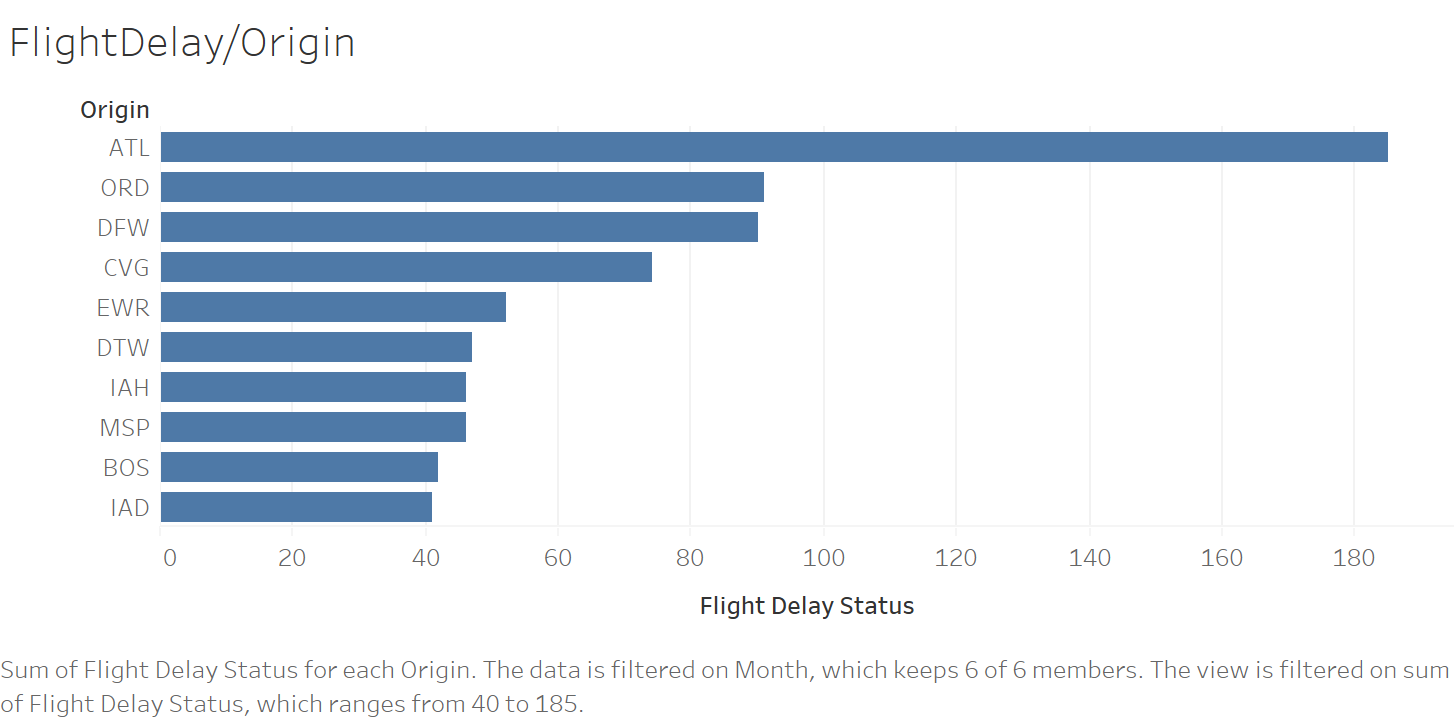 FlightDelay/Origin
Origin
ATL
ORD
DFW
CVG
EWR
DTW
IAH
MSP
BOS
IAD
0 20 40 60 80 100 120 140 160 180
Flight Delay Status
Sum of Flight Delay Status for each Origin. The data is filtered on Month, which keeps 6 of 6 members. The view is filtered on sum
of Flight Delay Status, which ranges from 40 to 185.